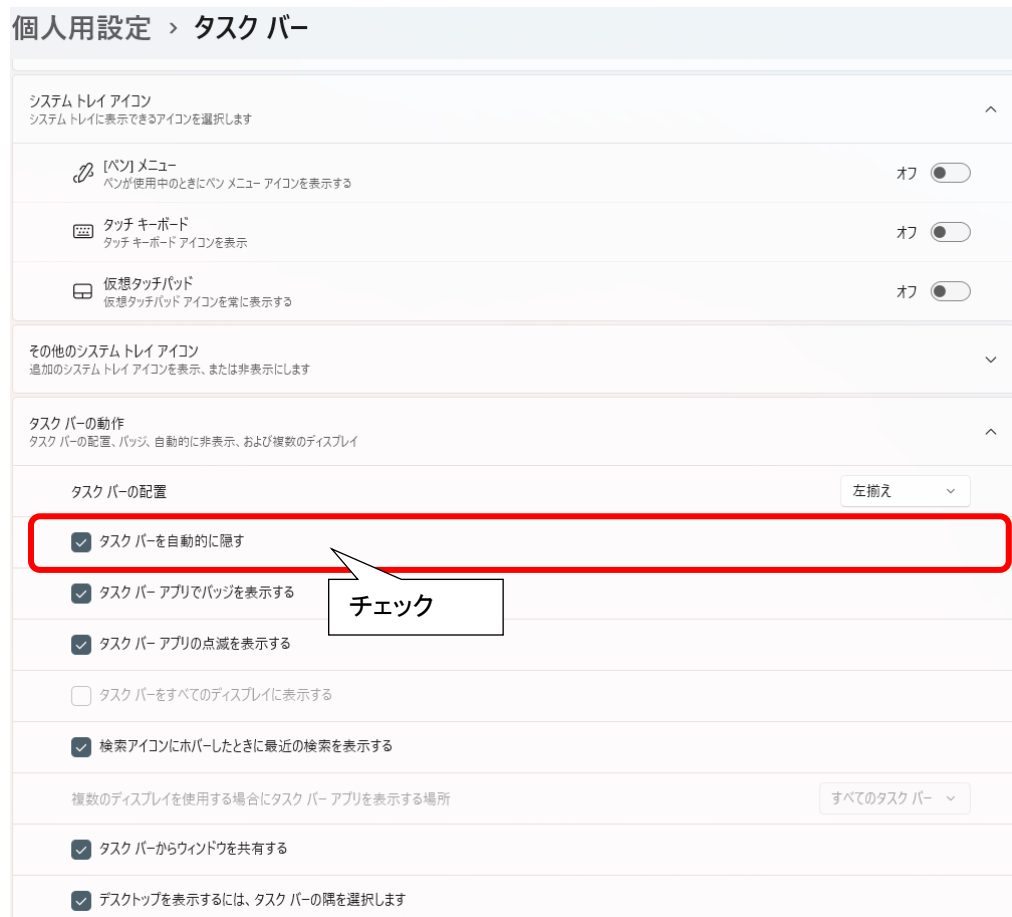 個人用設定 › タスク バー
システム トレイ アイコン
システム トレイに表示できるアイコンを選択します
[ペン] メニュー
オフ
ペンが使用中のときにペン メニュー アイコンを表示する
タッチ キーボード
オフ
タッチ キーボード アイコンを表示
仮想タッチパッド
オフ
仮想タッチパッド アイコンを常に表示する
その他のシステム トレイ アイコン
追加のシステム トレイ アイコンを表示、または非表示にします
タスク バーの動作
タスク バーの配置、バッジ、自動的に非表示、および複数のディスプレイ
タスク バーの配置
左揃え
タスク バーを自動的に隠す
タスク バー アプリでバッジを表示する
チェック
タスク バー アプリの点滅を表示する
タスク バーをすべてのディスプレイに表示する
検索アイコンにホバーしたときに最近の検索を表示する
複数のディスプレイを使用する場合にタスク バー アプリを表示する場所
すべてのタスク バー
タスク バーからウィンドウを共有する
デスクトップを表示するには、タスク バーの隅を選択します